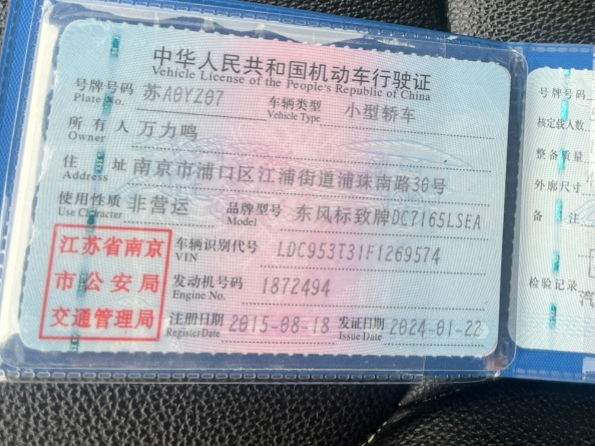 中华人民共和国机动车行驶证
Vehicle License of the People's Republic of China
号牌号码 苏A0YZ07 车辆类型 小型轿车
Plate No. Vehicle Type
所有人 万力鸣
Owner
住址 南京市浦口区江浦街道浦珠南路30号
Address
使用性质 非营运 品牌型号 东风标致牌DC7165LSEA
Use Character Model
江苏省南京
市公安局
交通管理局
车辆识别代号 LDC953T31F1269574
VIN
发动机号码 1872494
Engine No.
注册日期 2015-08-18 发证日期 2024-01-22
Register Date Issue Date
号牌号码
核定载人数
整备质量
外廓尺寸
备注
检验记录